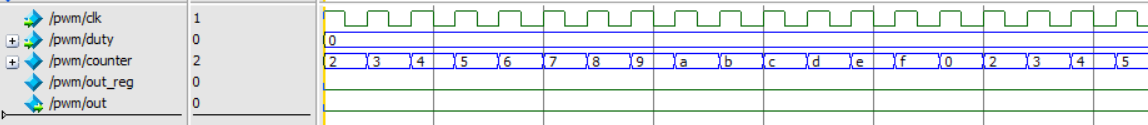 /pwm/clk 1
/pwm/duty 0 0
/pwm/counter 2 2 3 4 5 6 7 8 9 a b c d e f 0 2 3 4 5
/pwm/out_reg 0
/pwm/out 0